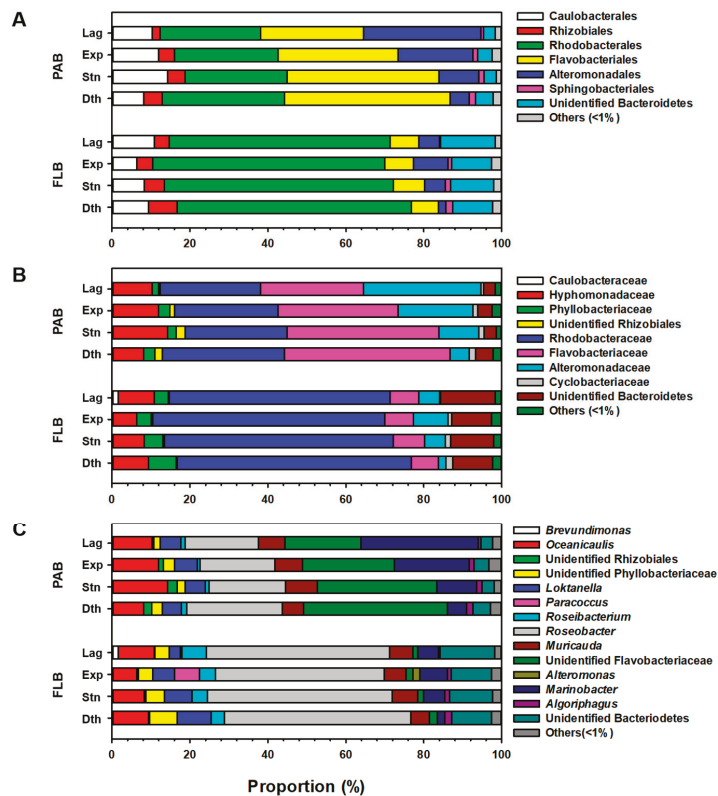 A
PAB
Lag
Exp
Stn
Dth
FLB
Lag
Exp
Stn
Dth
0 20 40 60 80 100
Caulobacterales
Rhizobiales
Rhodobacterales
Flavobacteriales
Alteromonadales
Sphingobacteriales
Unidentified Bacteroidetes
Others (<1%)
B
PAB
Lag
Exp
Stn
Dth
FLB
Lag
Exp
Stn
Dth
0 20 40 60 80 100
Caulobacteraceae
Hyphomonadaceae
Phyllobacteriaceae
Unidentified Rhizobiales
Rhodobacteraceae
Flavobacteriaceae
Alteromonadaceae
Cyclobacteriaceae
Unidentified Bacteroidetes
Others (<1%)
C
PAB
Lag
Exp
Stn
Dth
FLB
Lag
Exp
Stn
Dth
0 20 40 60 80 100
Proportion (%)
Brevundimonas
Oceanicaulis
Unidentified Rhizobiales
Unidentified Phyllobacteriaceae
Loktanella
Paracoccus
Roseibacterium
Roseobacter
Muricauda
Unidentified Flavobacteriaceae
Alteromonas
Marinobacter
Algoriphagus
Unidentified Bacteriodetes
Others(<1%)